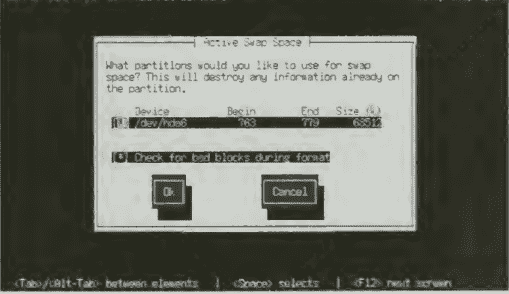 Active Swap Space
What partitions would you like to use for swap
space? This will destroy any information already on
the partition.
Device Begin End Size (k)
[*] /dev/hda6 763 779 68512
[*] Check for bad blocks during format
Ok Cancel
<Tab>/<Alt-Tab> between elements | <Space> selects | <F12> next screen